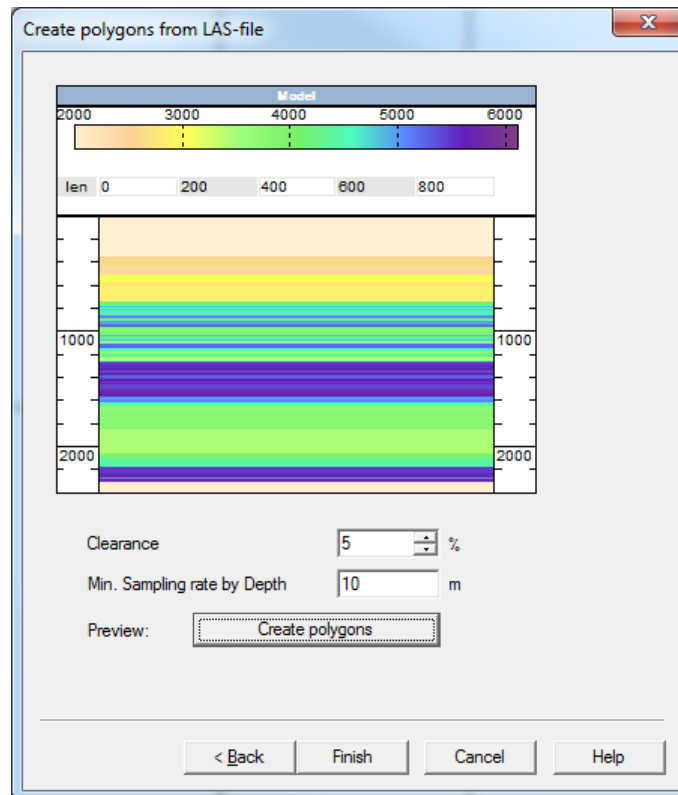 Create polygons from LAS-file
Model
2000 3000 4000 5000 6000
len 0 200 400 600 800
1000 1000
2000 2000
Clearance 5 %
Min. Sampling rate by Depth 10 m
Preview: Create polygons
< Back Finish Cancel Help